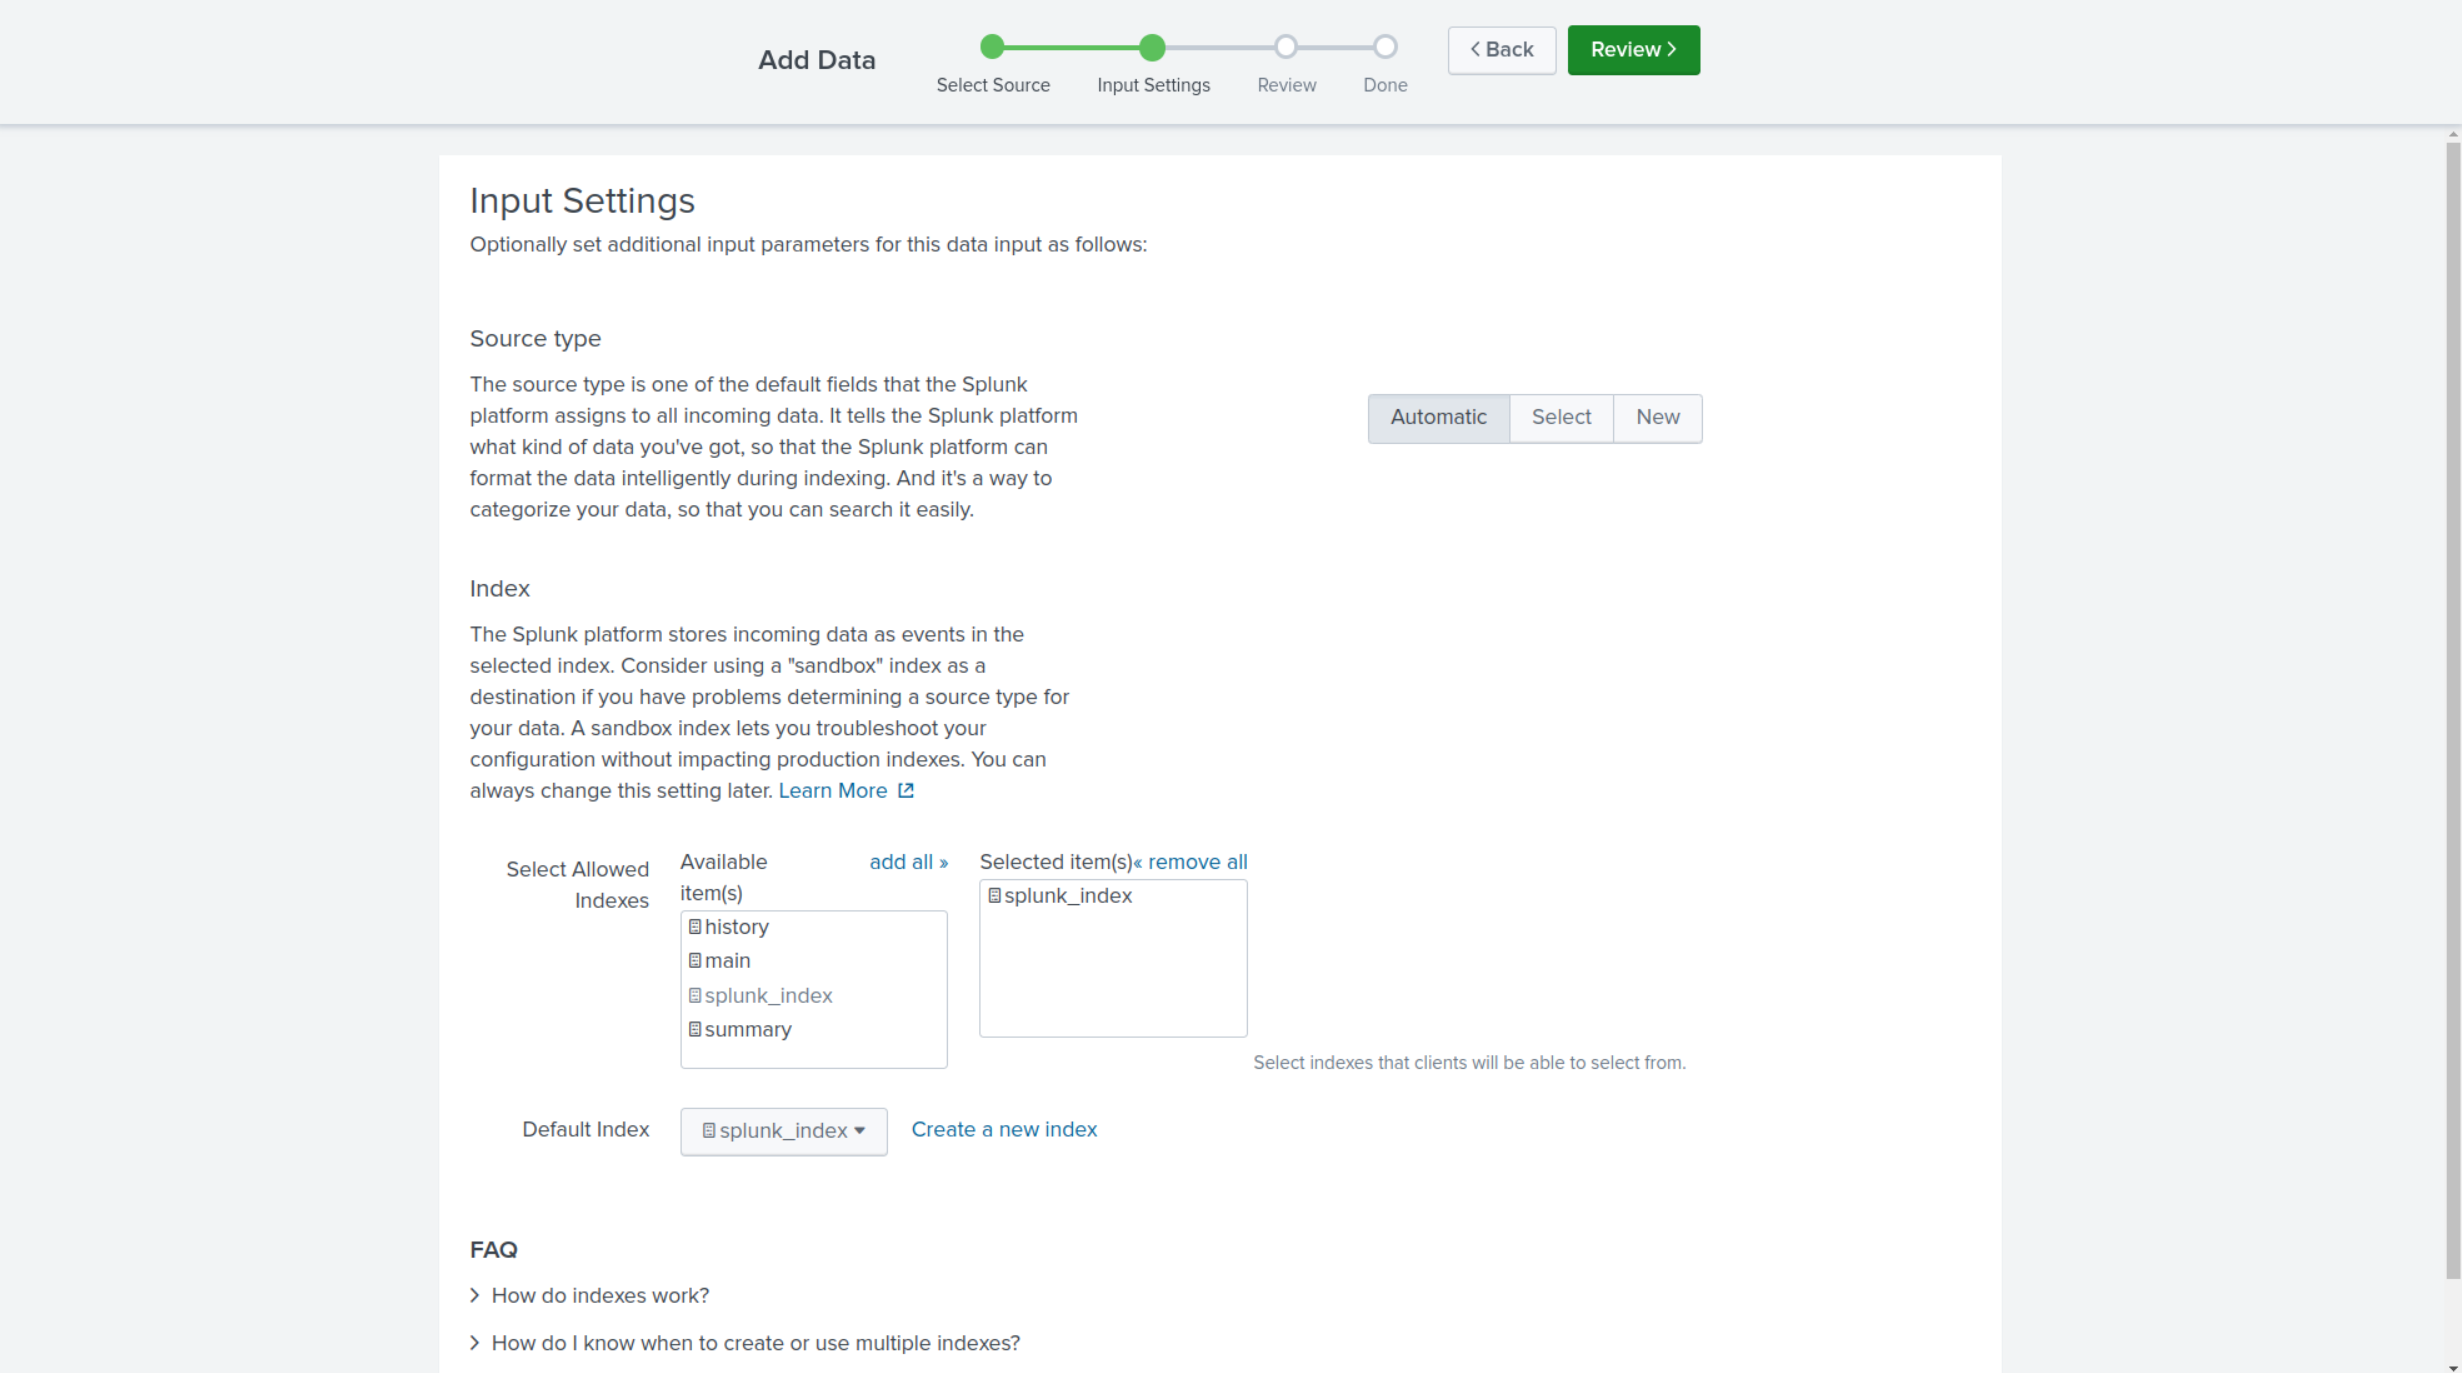 Add Data
Select Source
Input Settings
Review
Done
Back
Review
Input Settings
Optionally set additional input parameters for this data input as follows:
Source type
The source type is one of the default fields that the Splunk
platform assigns to all incoming data. It tells the Splunk platform
what kind of data you've got, so that the Splunk platform can
format the data intelligently during indexing. And it's a way to
categorize your data, so that you can search it easily.
Automatic
Select
New
Index
The Splunk platform stores incoming data as events in the
selected index. Consider using a "sandbox" index as a
destination if you have problems determining a source type for
your data. A sandbox index lets you troubleshoot your
configuration without impacting production indexes. You can
always change this setting later. Learn More
Select Allowed
Indexes
Available
item(s)
add all »
history
main
splunk_index
summary
Selected item(s)
« remove all
splunk_index
Select indexes that clients will be able to select from.
Default Index
splunk_index
Create a new index
FAQ
How do indexes work?
How do I know when to create or use multiple indexes?